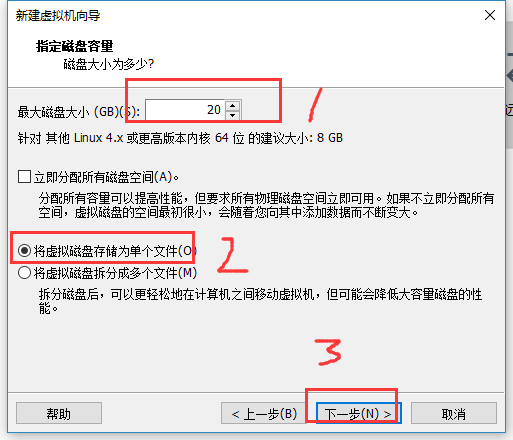 新建虚拟机向导
指定磁盘容量
磁盘大小为多少?
1
最大磁盘大小 (GB)(S): 20
针对 其他 Linux 4.x 或更高版本内核 64 位 的建议大小: 8 GB
立即分配所有磁盘空间(A)。
分配所有容量可以提高性能，但要求所有物理磁盘空间立即可用。如果不立即分配所有
空间，虚拟磁盘的空间最初很小，会随着您向其中添加数据而不断变大。
将虚拟磁盘存储为单个文件(O)
2
将虚拟磁盘拆分成多个文件(M)
拆分磁盘后，可以更轻松地在计算机之间移动虚拟机，但可能会降低大容量磁盘的性
能。
3
帮助 < 上一步(B) 下一步(N) > 取消